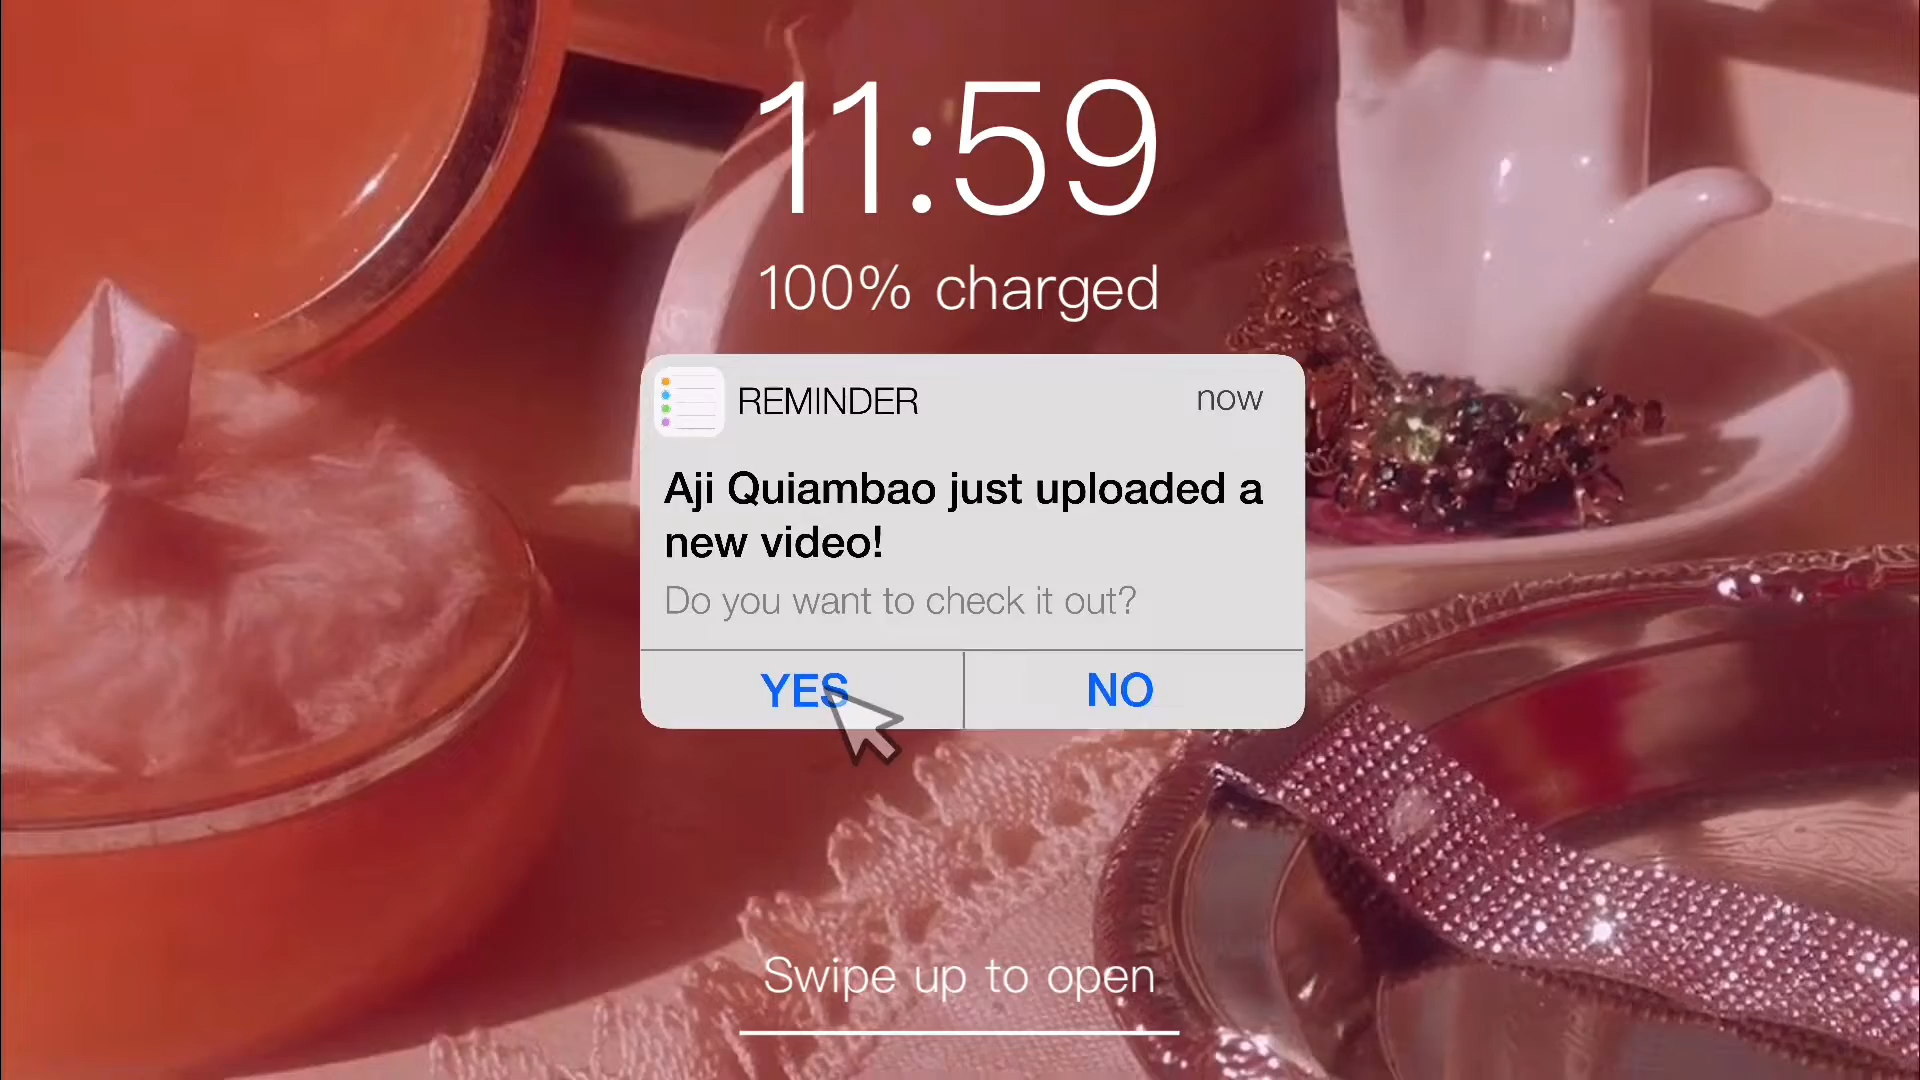 11:59
100% charged
REMINDER now
Aji Quiambao just uploaded a
new video!
Do you want to check it out?
YES NO
Swipe up to open